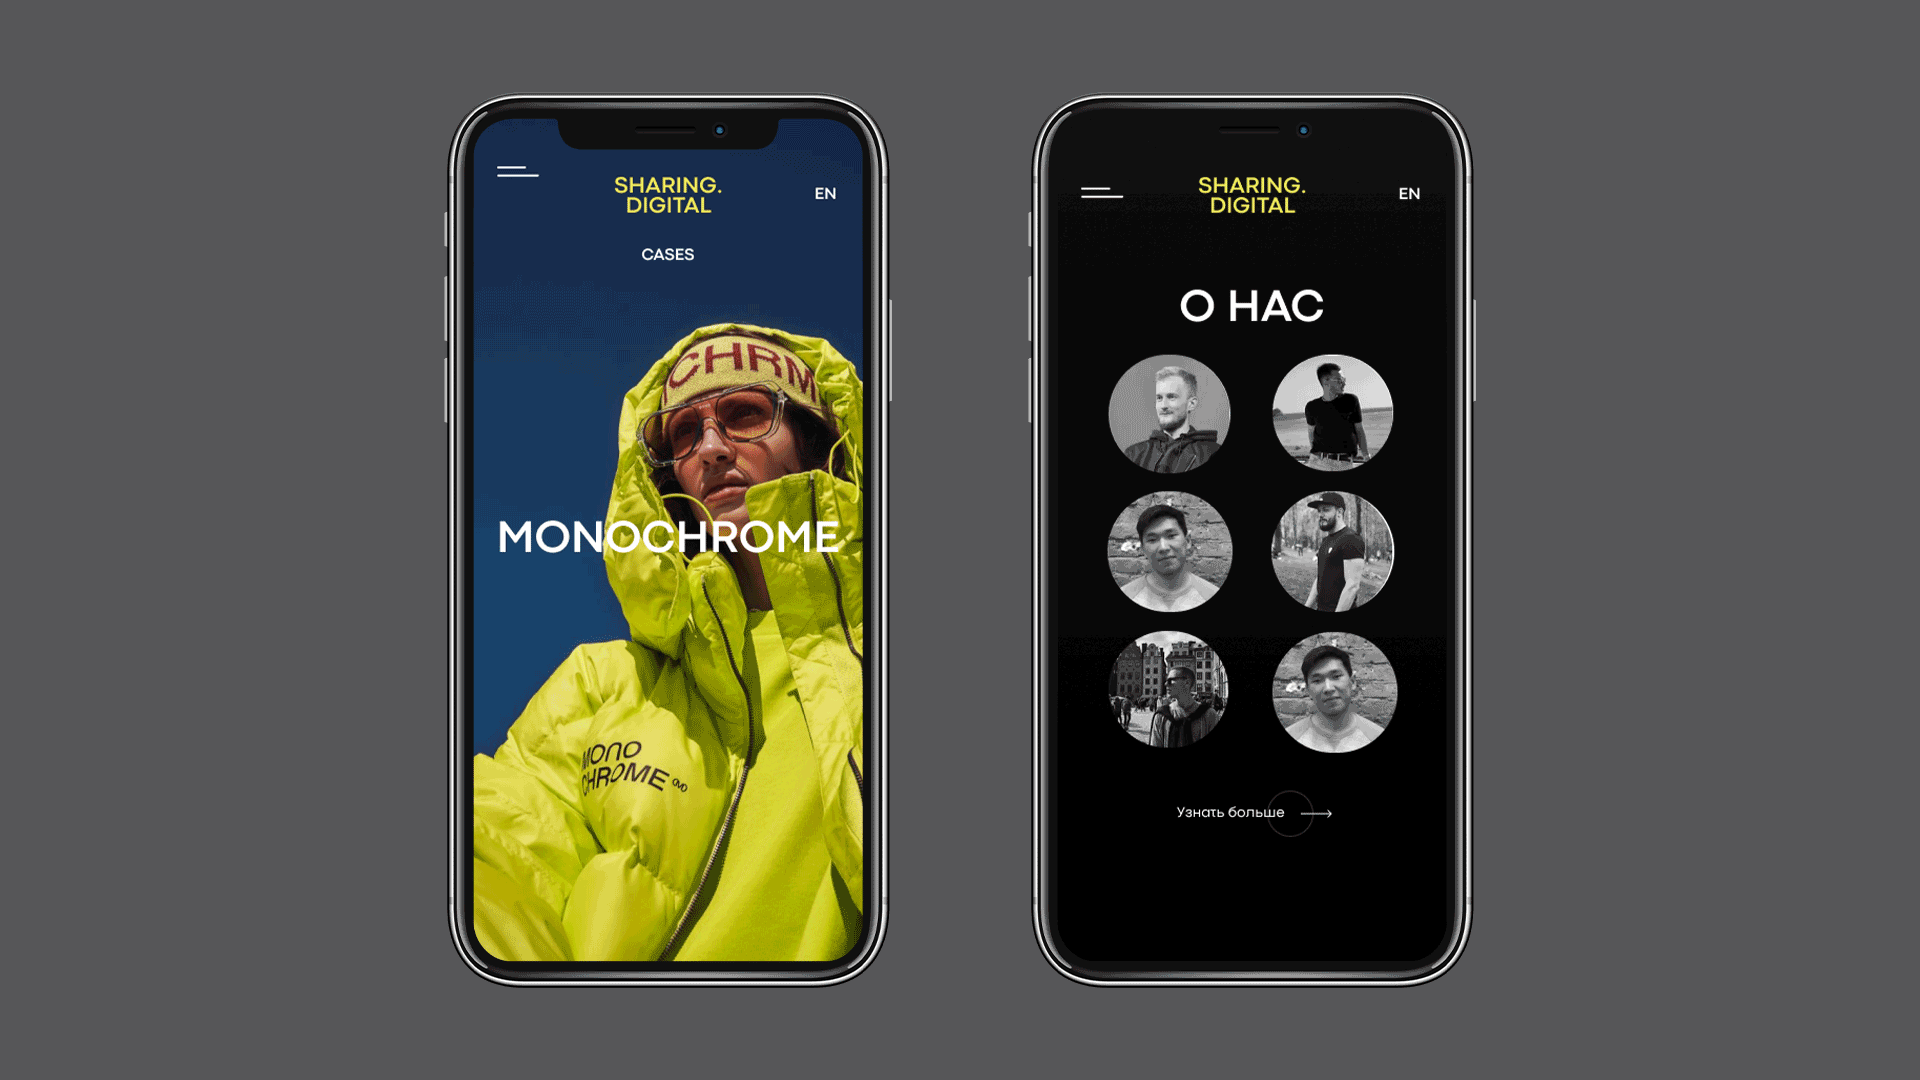 SHARING.
DIGITAL
EN
CASES
CHRM
MONOCHROME
MONO
CHROME
SHARING.
DIGITAL
EN
О НАС
Узнать больше